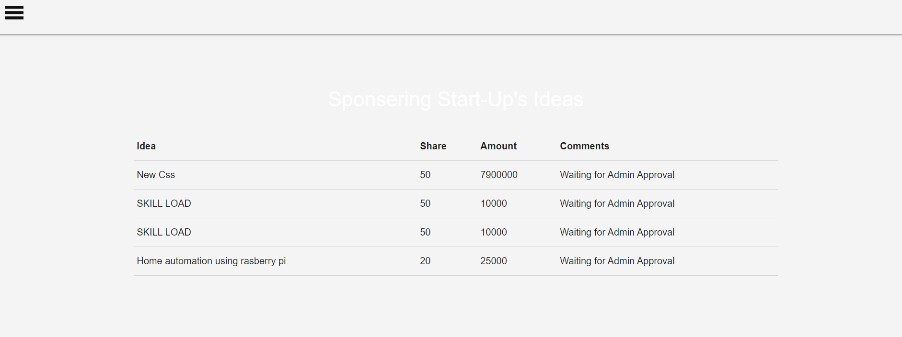 Sponsering Start-Up's Ideas
Idea Share Amount Comments
New Css 50 7900000 Waiting for Admin Approval
SKILL LOAD 50 10000 Waiting for Admin Approval
SKILL LOAD 50 10000 Waiting for Admin Approval
Home automation using rasberry pi 20 25000 Waiting for Admin Approval